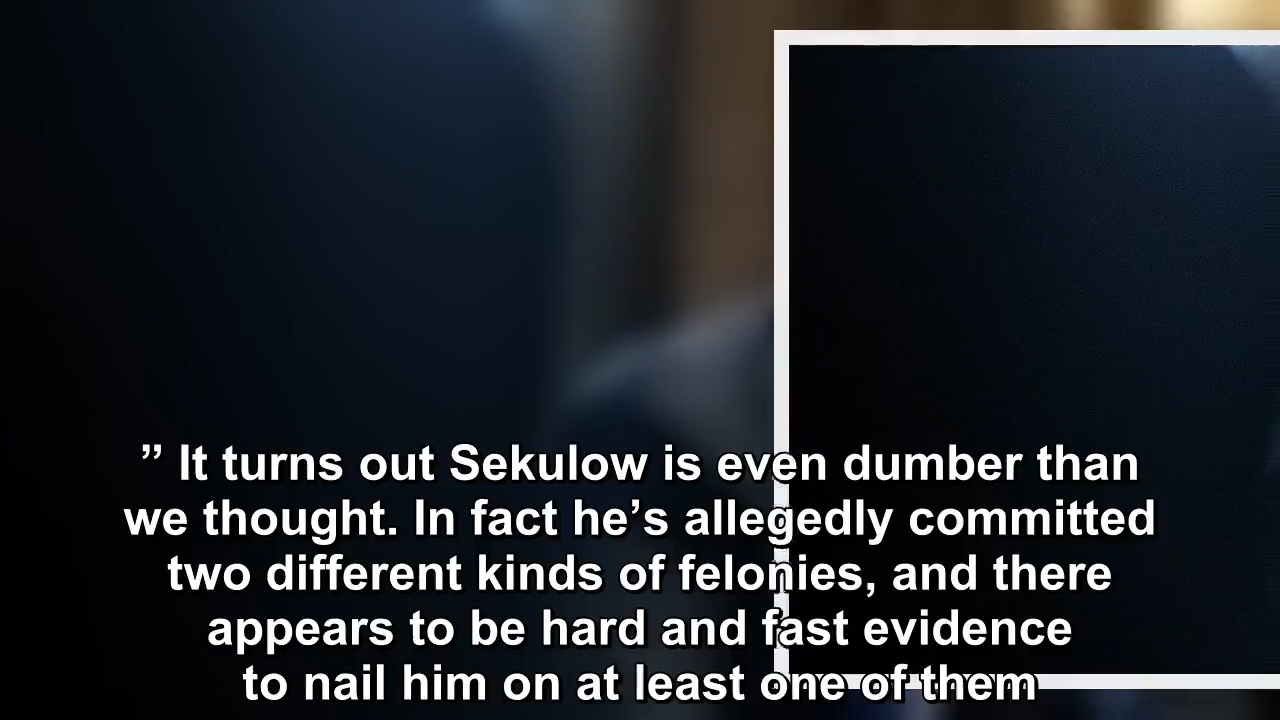 ” It turns out Sekulow is even dumber than
we thought. In fact he’s allegedly committed
two different kinds of felonies, and there
appears to be hard and fast evidence
to nail him on at least one of them